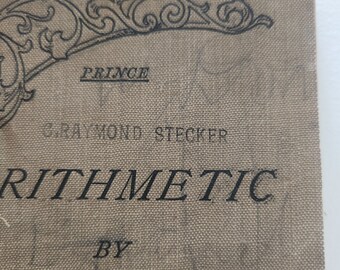 PRINCE
C.RAYMOND STECKER
RITHMETIC
BY